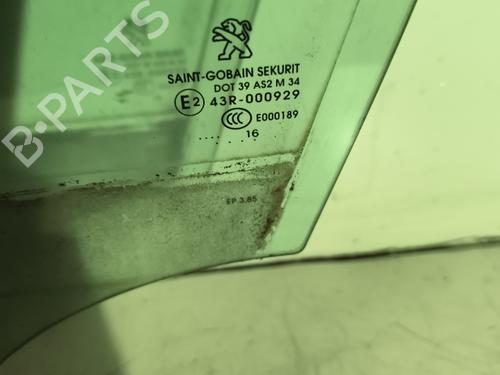 B-PARTS
SAINT-GOBAIN SEKURIT
DOT 39 AS2 M 34
E2 43R-000929
CCC E000189
16
EP 3.85